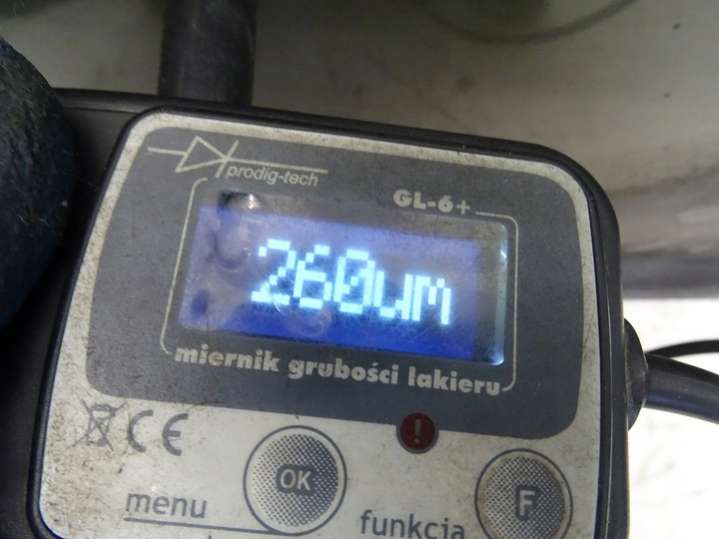 prodig-tech
GL-6+
260um
miernik grubości lakieru
CE
!
OK
F
menu
funkcja